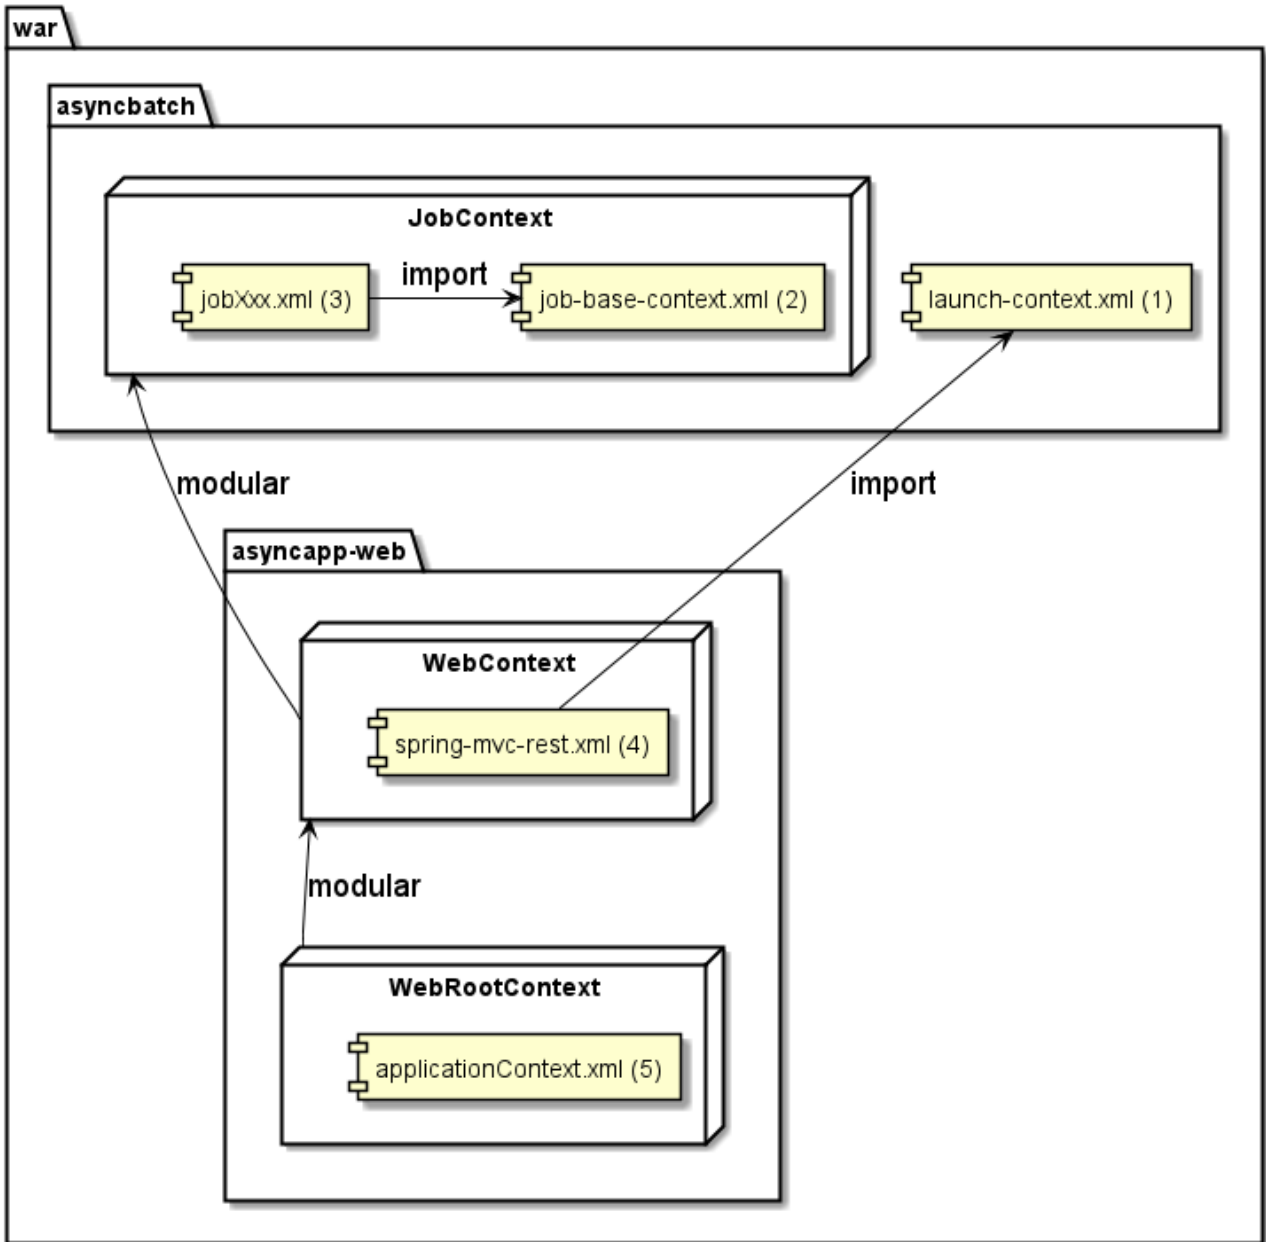 war
asyncbatch
JobContext
jobXxx.xml (3)
import
job-base-context.xml (2)
launch-context.xml (1)
modular
import
asyncapp-web
WebContext
spring-mvc-rest.xml (4)
modular
WebRootContext
applicationContext.xml (5)